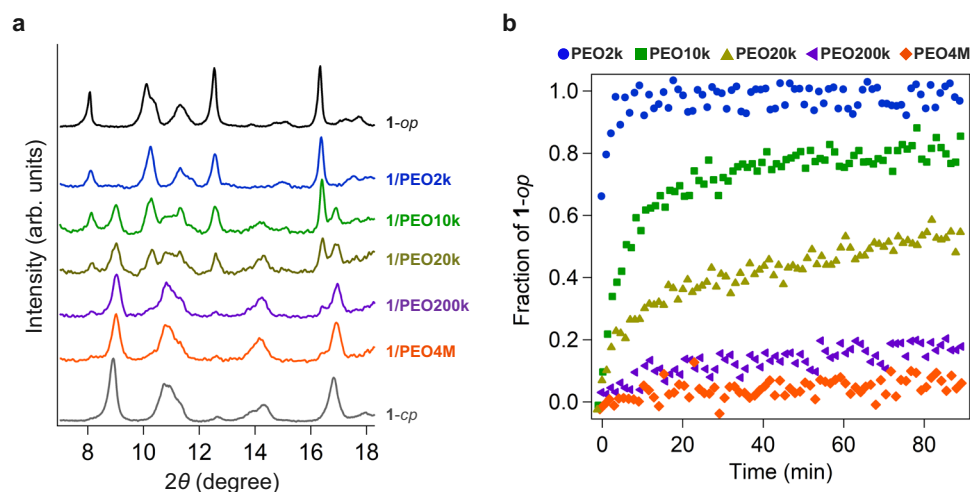 a
Intensity (arb. units)
1-op
1/PEO2k
1/PEO10k
1/PEO20k
1/PEO200k
1/PEO4M
1-cp
8 10 12 14 16 18
2θ (degree)
b
PEO2k PEO10k PEO20k PEO200k PEO4M
Fraction of 1-op
1.0
0.8
0.6
0.4
0.2
0.0
0 20 40 60 80
Time (min)